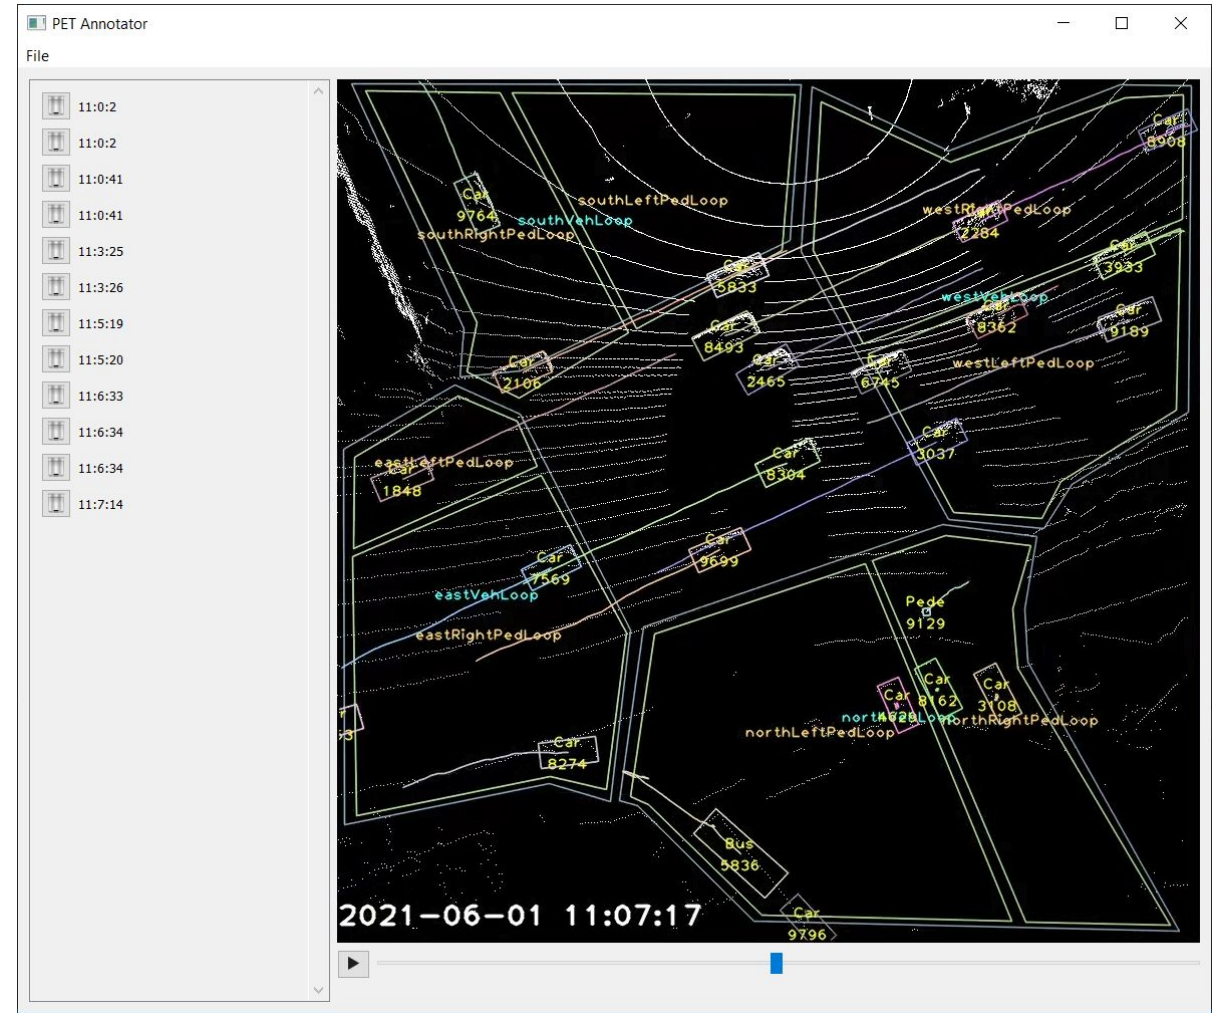 PET Annotator
File
11:0:2
11:0:2
11:0:41
11:0:41
11:3:25
11:3:26
11:5:19
11:5:20
11:6:33
11:6:34
11:6:34
11:7:14
Car
8908
Car
9764
southLeftPedLoop
southVehLoop
southRightPedLoop
westRightPedLoop
2284
Car
3933
Car
5833
westVehLoop
Car
8362
Car
9189
Car
8493
Car
2465
Car
6745
westLeftPedLoop
Car
2106
Car
3037
eastLeftPedLoop
Car
1848
Car
8304
Car
9699
Car
7569
eastVehLoop
eastRightPedLoop
Pede
9129
Car
8162
Car
3108
Car
northLeftPedLoop
northRightPedLoop
Car
8274
Bus
5836
Car
9796
2021-06-01 11:07:17